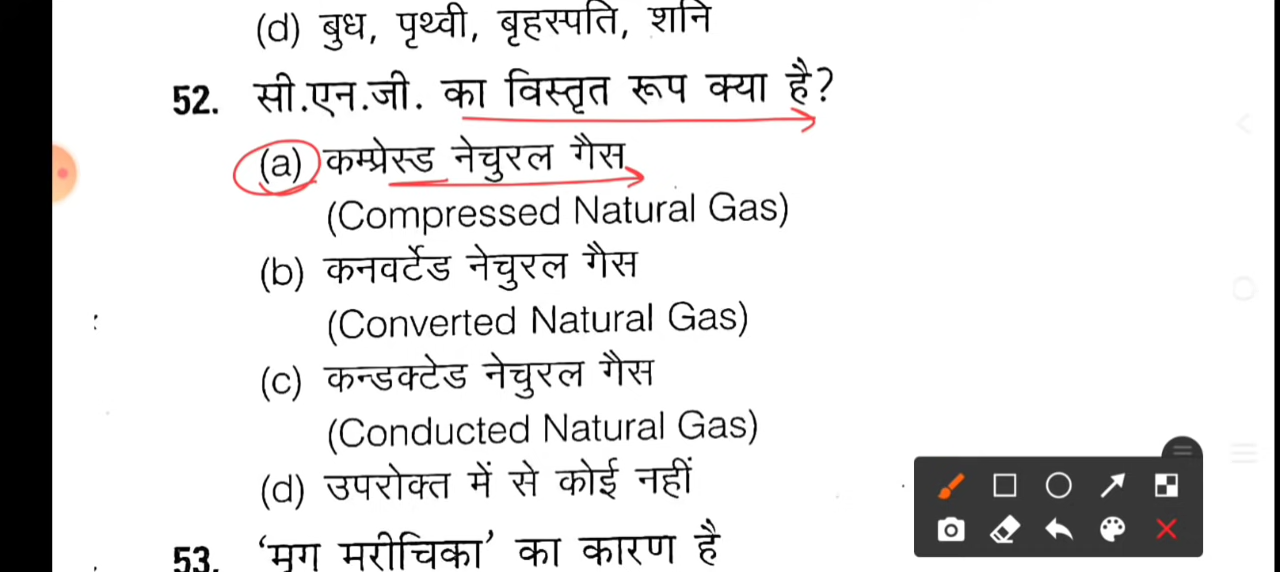 (d) बुध, पृथ्वी, बृहस्पति, शनि
52. सी.एन.जी. का विस्तृत रूप क्या है?
(a) कम्प्रेस्ड नेचुरल गैस
(Compressed Natural Gas)
(b) कनवर्टेड नेचुरल गैस
(Converted Natural Gas)
(c) कन्डक्टेड नेचुरल गैस
(Conducted Natural Gas)
(d) उपरोक्त में से कोई नहीं
53. ‘मृग मरीचिका’ का कारण है